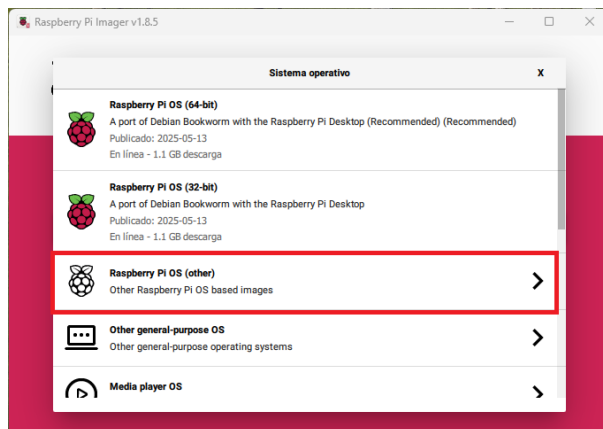 Raspberry Pi Imager v1.8.5
Sistema operativo
X
Raspberry Pi OS (64-bit)
A port of Debian Bookworm with the Raspberry Pi Desktop (Recommended) (Recommended)
Publicado: 2025-05-13
En línea - 1.1 GB descarga
Raspberry Pi OS (32-bit)
A port of Debian Bookworm with the Raspberry Pi Desktop
Publicado: 2025-05-13
En línea - 1.1 GB descarga
Raspberry Pi OS (other)
Other Raspberry Pi OS based images
Other general-purpose OS
Other general-purpose operating systems
Media player OS